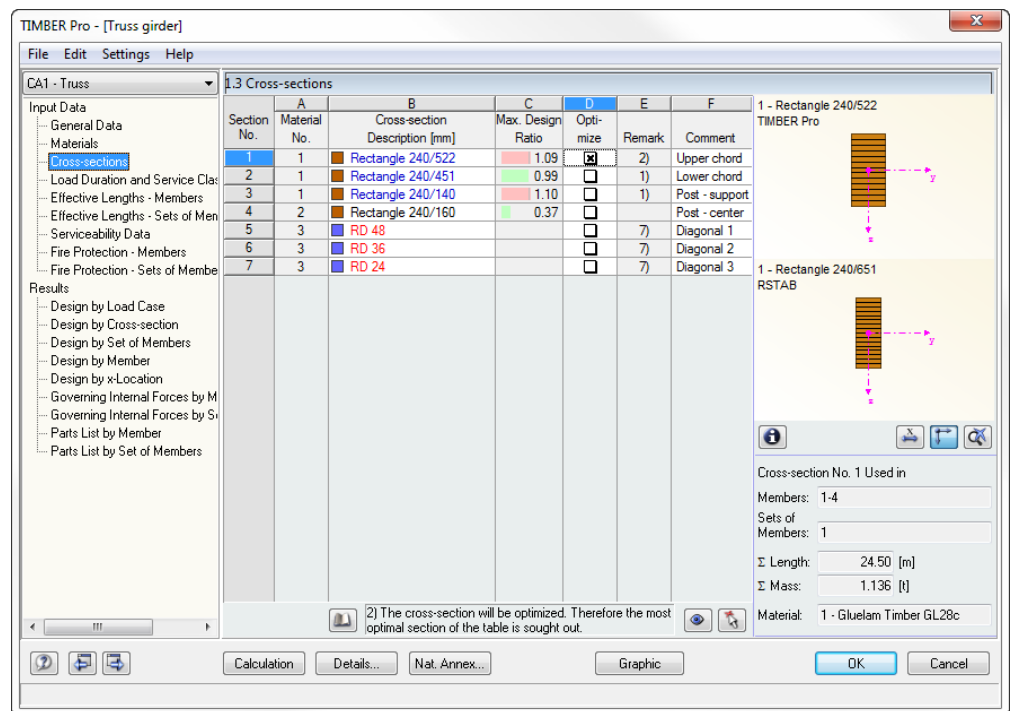 TIMBER Pro - [Truss girder]
File Edit Settings Help
CA1 - Truss
1.3 Cross-sections
Input Data
General Data
Materials
Cross-sections
Load Duration and Service Clas
Effective Lengths - Members
Effective Lengths - Sets of Men
Serviceability Data
Fire Protection - Members
Fire Protection - Sets of Membe
Results
Design by Load Case
Design by Cross-section
Design by Set of Members
Design by Member
Design by x-Location
Governing Internal Forces by M
Governing Internal Forces by S
Parts List by Member
Parts List by Set of Members
A B C D E F
Section Material Cross-section Max. Design Opti-
No. No. Description [mm] Ratio mize Remark Comment
1 1 Rectangle 240/522 1.09 2) Upper chord
2 1 Rectangle 240/451 0.99 1) Lower chord
3 1 Rectangle 240/140 1.10 1) Post - support
4 2 Rectangle 240/160 0.37 Post - center
5 3 RD 48 7) Diagonal 1
6 3 RD 36 7) Diagonal 2
7 3 RD 24 7) Diagonal 3
2) The cross-section will be optimized. Therefore the most
optimal section of the table is sought out.
1 - Rectangle 240/522
TIMBER Pro
y
z
1 - Rectangle 240/651
RSTAB
y
z
Cross-section No. 1 Used in
Members: 1-4
Sets of
Members: 1
Σ Length: 24.50 [m]
Σ Mass: 1.136 [t]
Material: 1 - Gluelam Timber GL28c
Calculation Details... Nat. Annex... Graphic OK Cancel